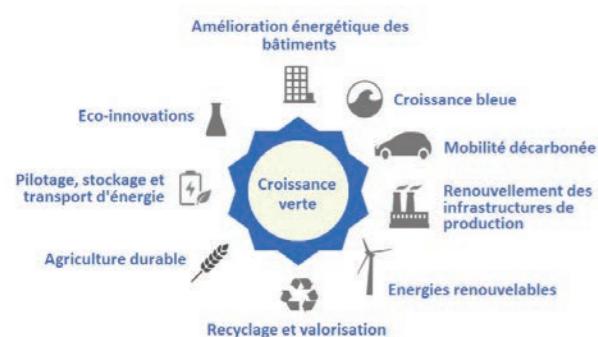 Amélioration énergétique des
bâtiments
Croissance bleue
Eco-innovations
Mobilité décarbonée
Pilotage, stockage et
transport d'énergie
Croissance
verte
Renouvellement des
infrastructures de
production
Agriculture durable
Energies renouvelables
Recyclage et valorisation